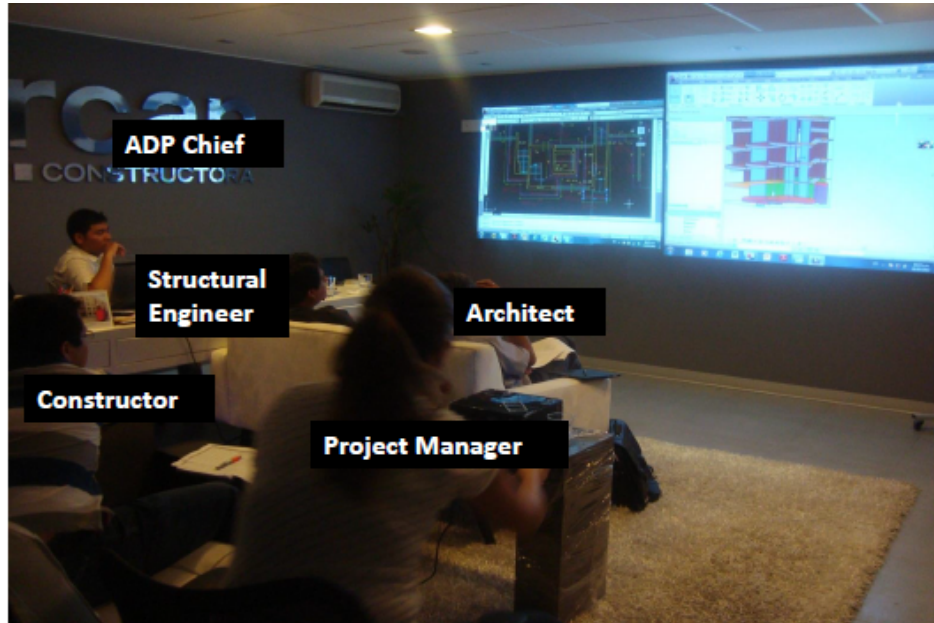 rcan
ADP Chief
CONSTRUCTORA
Structural
Engineer
Architect
Constructor
Project Manager